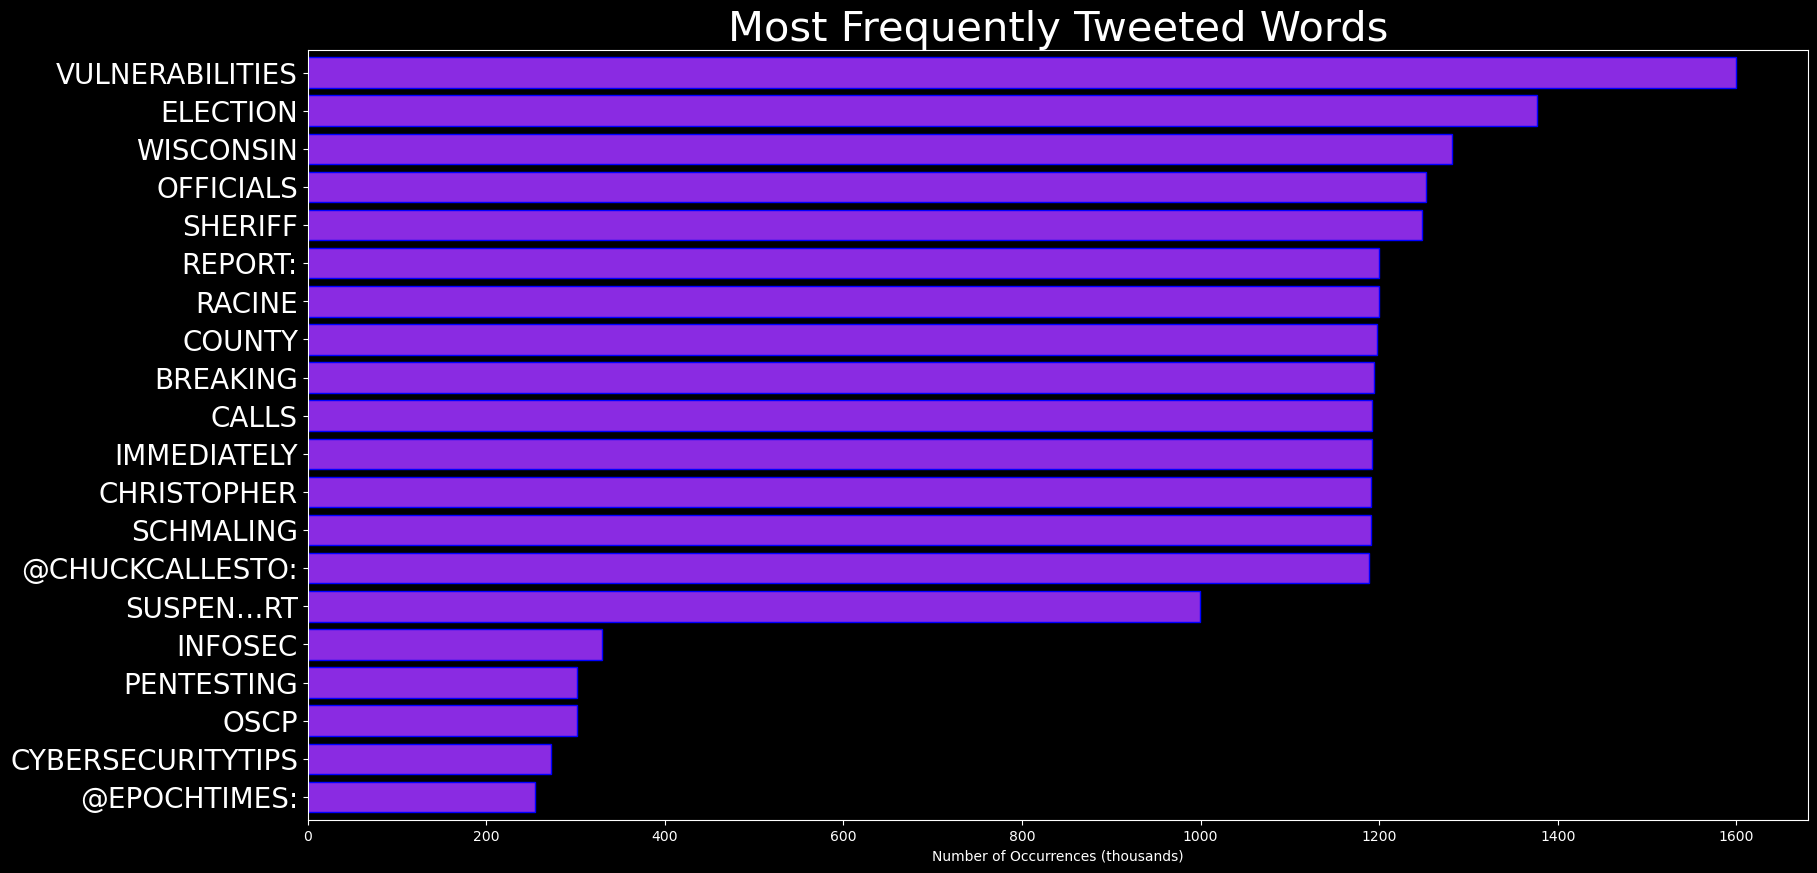 Most Frequently Tweeted Words
VULNERABILITIES
ELECTION
WISCONSIN
OFFICIALS
SHERIFF
REPORT:
RACINE
COUNTY
BREAKING
CALLS
IMMEDIATELY
CHRISTOPHER
SCHMALING
@CHUCKCALLESTO:
SUSPEN…RT
INFOSEC
PENTESTING
OSCP
CYBERSECURITYTIPS
@EPOCHTIMES:
0 200 400 600 800 1000 1200 1400 1600
Number of Occurrences (thousands)